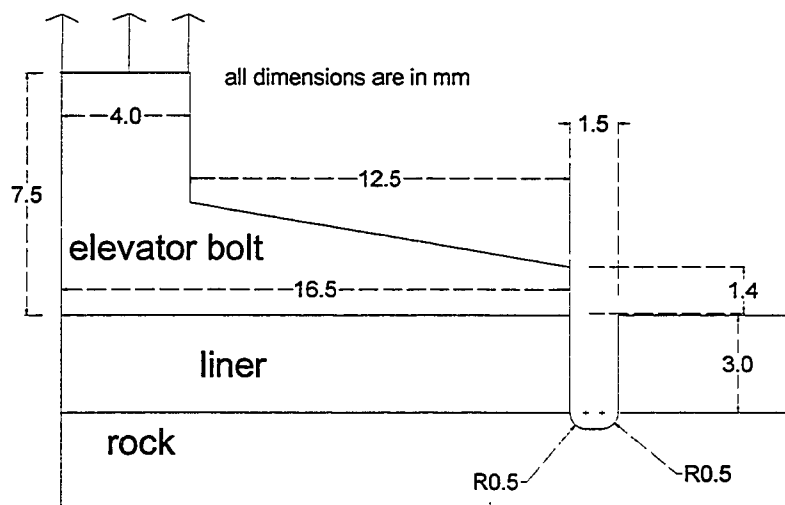 all dimensions are in mm
4.0
1.5
7.5
12.5
elevator bolt
16.5
1.4
liner
3.0
rock
R0.5
R0.5